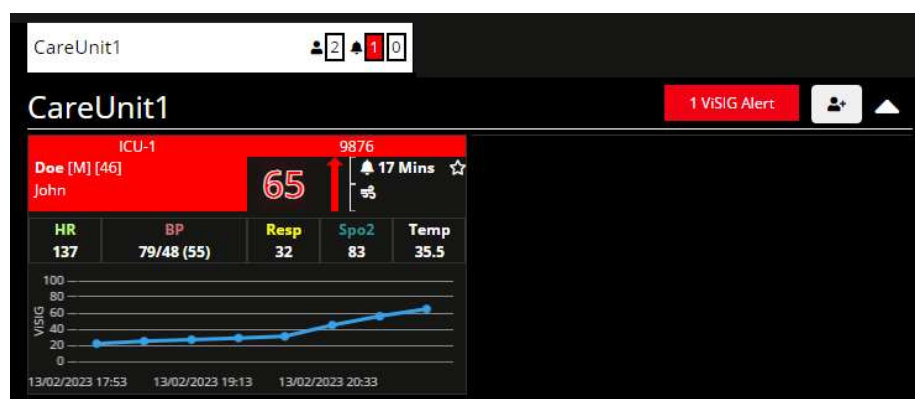 CareUnit1 2 1 0
CareUnit1 1 ViSIG Alert
ICU-1 9876
Doe [M] [46] 65 17 Mins
John
HR BP Resp Spo2 Temp
137 79/48 (55) 32 83 35.5
ViSIG
100
80
60
40
20
0
13/02/2023 17:53 13/02/2023 19:13 13/02/2023 20:33